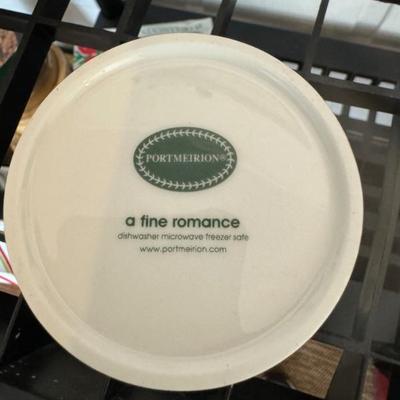 PORTMEIRION®
a fine romance
dishwasher microwave freezer safe
www.portmeirion.com